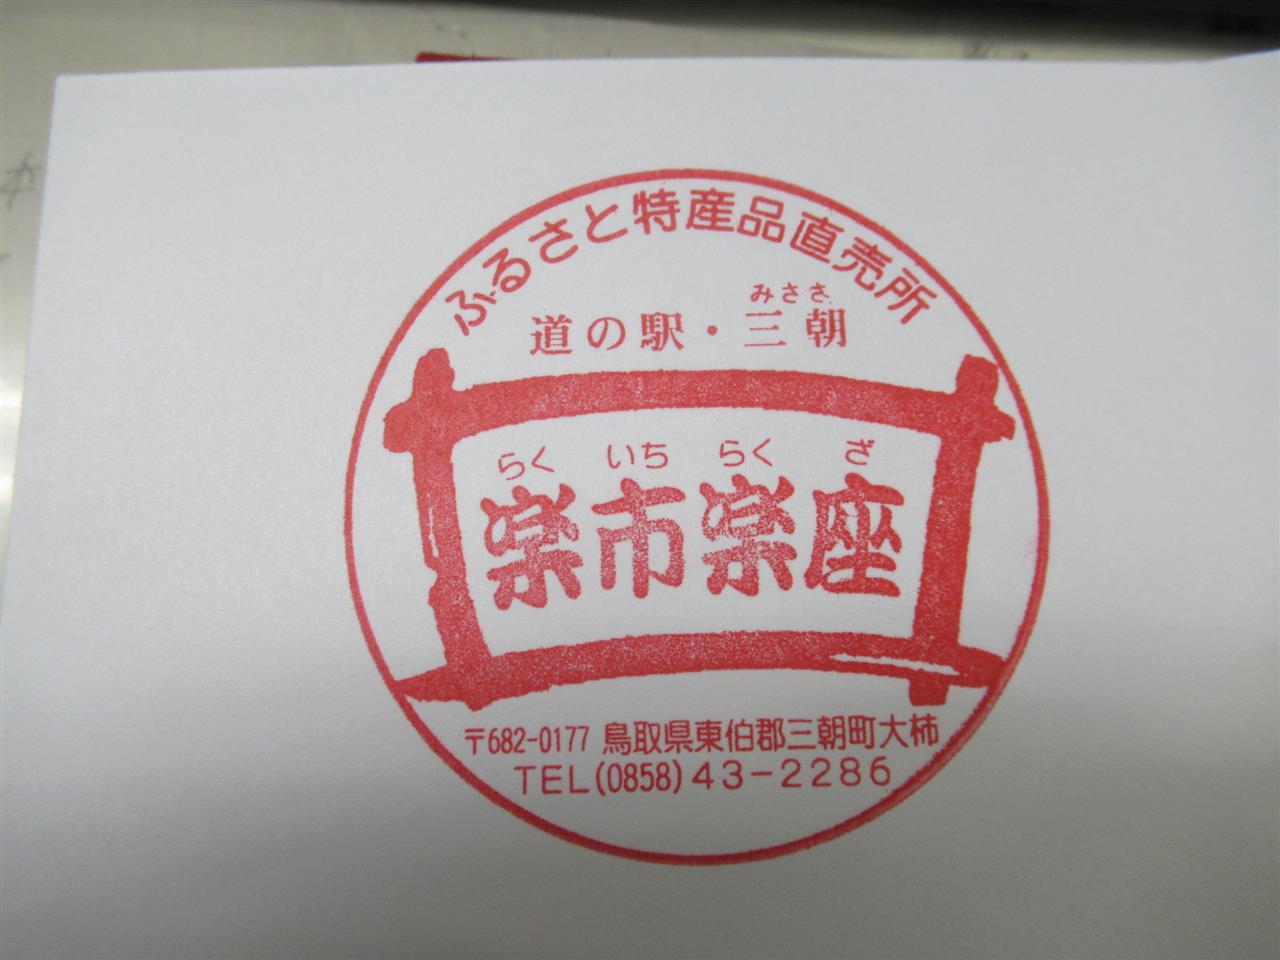 ふるさと特産品直売所
みささ
道の駅・三朝
らくいちらくざ
楽市楽座
〒682-0177 鳥取県東伯郡三朝町大柿
TEL(0858)43-2286